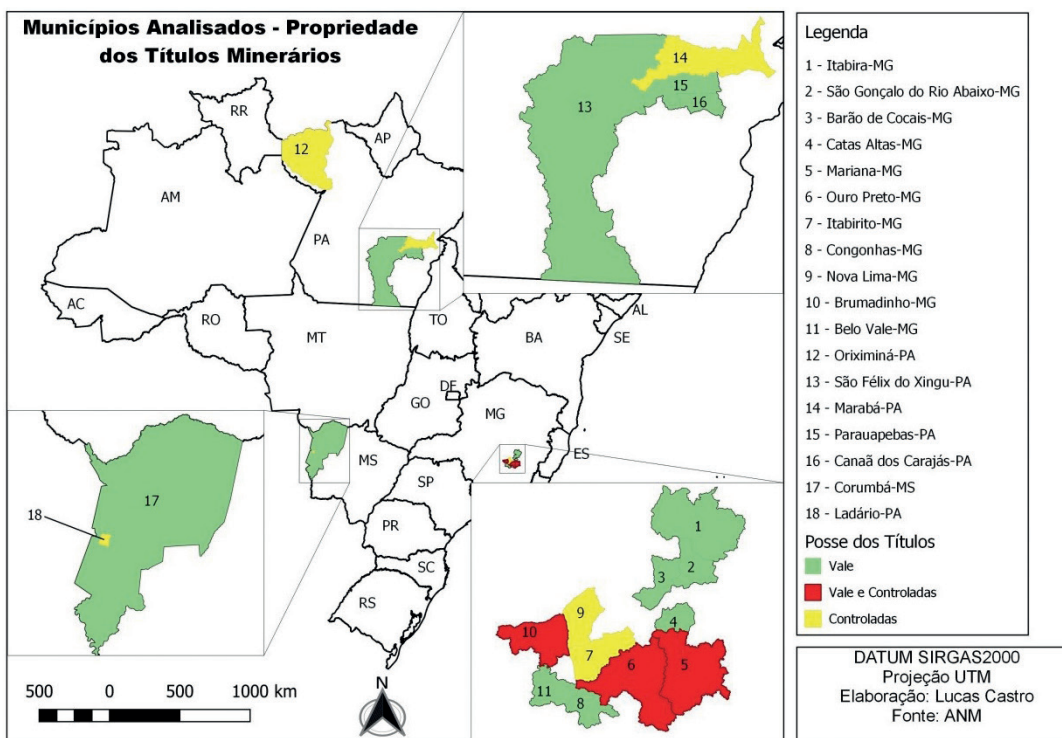 Municípios Analisados - Propriedade
dos Títulos Minerários
RR
AP
12
AM
PA
AC
RO
MT
TO
BA
AL
SE
DF
GO
MG
ES
MS
SP
PR
SC
RS
14
15
13
16
17
18
1
2
3
4
9
10
7
6
5
11
8
N
500 0 500 1000 km
Legenda
1 - Itabira-MG
2 - São Gonçalo do Rio Abaixo-MG
3 - Barão de Cocais-MG
4 - Catas Altas-MG
5 - Mariana-MG
6 - Ouro Preto-MG
7 - Itabirito-MG
8 - Congonhas-MG
9 - Nova Lima-MG
10 - Brumadinho-MG
11 - Belo Vale-MG
12 - Oriximiná-PA
13 - São Félix do Xingu-PA
14 - Marabá-PA
15 - Parauapebas-PA
16 - Canaã dos Carajás-PA
17 - Corumbá-MS
18 - Ladário-PA
Posse dos Títulos
Vale
Vale e Controladas
Controladas
DATUM SIRGAS2000
Projeção UTM
Elaboração: Lucas Castro
Fonte: ANM